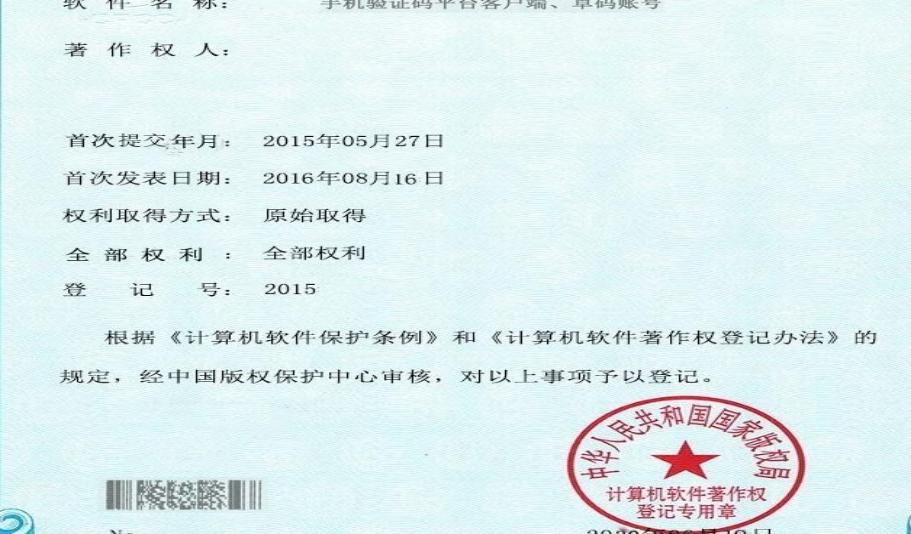 软件名称： 手机验证码平台客户端、草码账号
著作权人：
首次提交年月： 2015年05月27日
首次发表日期： 2016年08月16日
权利取得方式： 原始取得
全部权利： 全部权利
登记号： 2015
根据《计算机软件保护条例》和《计算机软件著作权登记办法》的
规定，经中国版权保护中心审核，对以上事项予以登记。
中华人民共和国国家版权局
计算机软件著作权
登记专用章
No